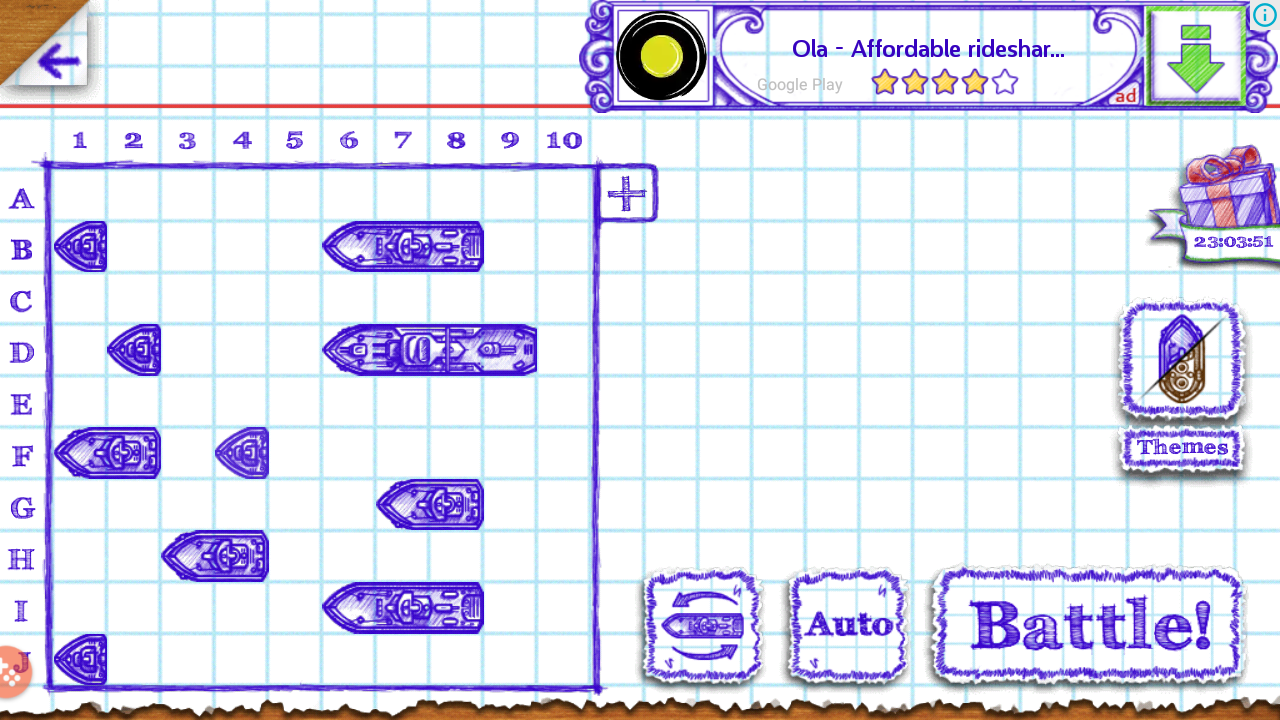 Ola - Affordable rideshar...
Google Play
ad
1 2 3 4 5 6 7 8 9 10
A
B
C
D
E
F
G
H
I
J
23:03:51
Themes
Auto
Battle!